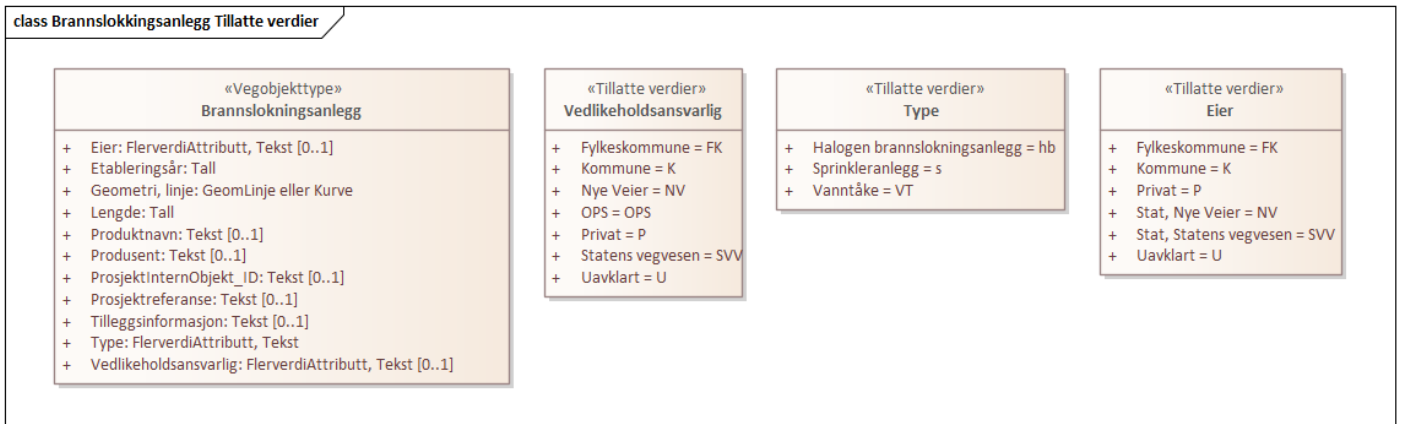 class Brannslokkingsanlegg Tillatte verdier
«Vegobjekttype»
Brannslokningsanlegg
+ Eier: FlerverdiAttributt, Tekst [0..1]
+ Etableringsår: Tall
+ Geometri, linje: GeomLinje eller Kurve
+ Lengde: Tall
+ Produktnavn: Tekst [0..1]
+ Produsent: Tekst [0..1]
+ ProsjektInternObjekt_ID: Tekst [0..1]
+ Prosjektreferanse: Tekst [0..1]
+ Tilleggsinformasjon: Tekst [0..1]
+ Type: FlerverdiAttributt, Tekst
+ Vedlikeholdsansvarlig: FlerverdiAttributt, Tekst [0..1]
«Tillatte verdier»
Vedlikeholdsansvarlig
+ Fylkeskommune = FK
+ Kommune = K
+ Nye Veier = NV
+ OPS = OPS
+ Privat = P
+ Statens vegvesen = SVV
+ Uavklart = U
«Tillatte verdier»
Type
+ Halogen brannslokningsanlegg = hb
+ Sprinkleranlegg = s
+ Vanntåke = VT
«Tillatte verdier»
Eier
+ Fylkeskommune = FK
+ Kommune = K
+ Privat = P
+ Stat, Nye Veier = NV
+ Stat, Statens vegvesen = SVV
+ Uavklart = U